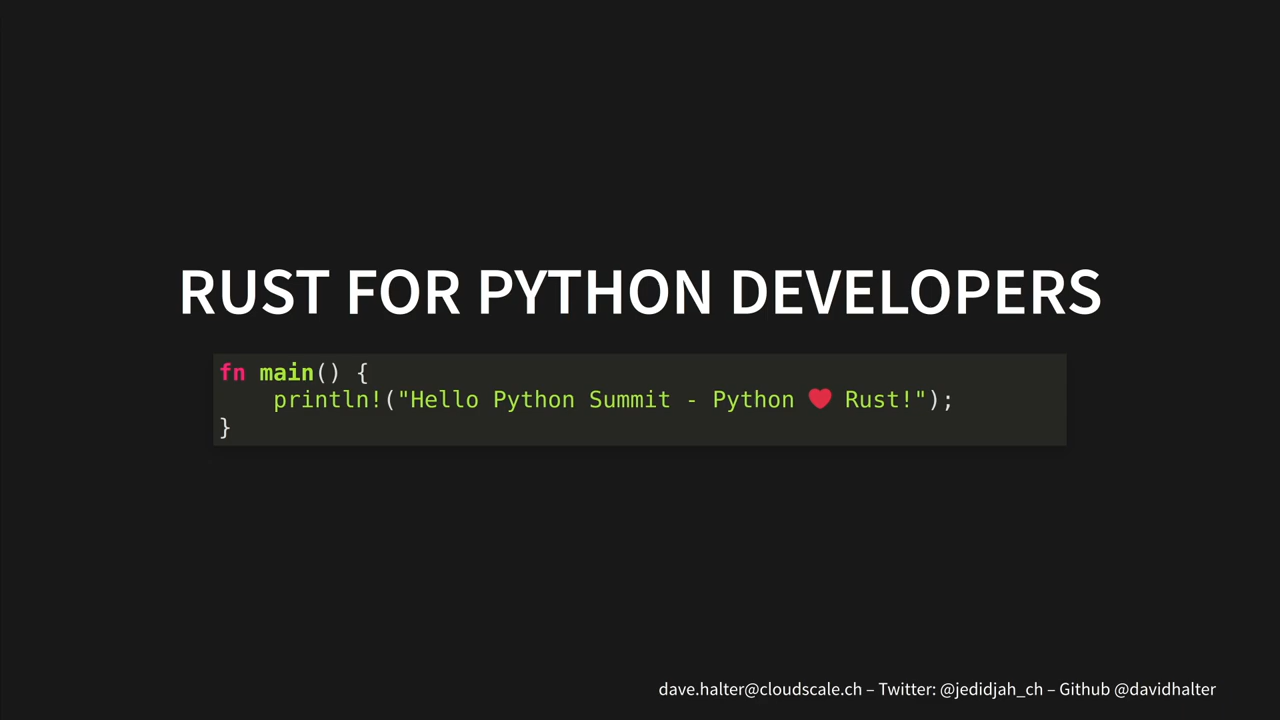 RUST FOR PYTHON DEVELOPERS
fn main() {
    println!("Hello Python Summit - Python ❤️ Rust!");
}
dave.halter@cloudscale.ch – Twitter: @jedidjah_ch – Github @davidhalter